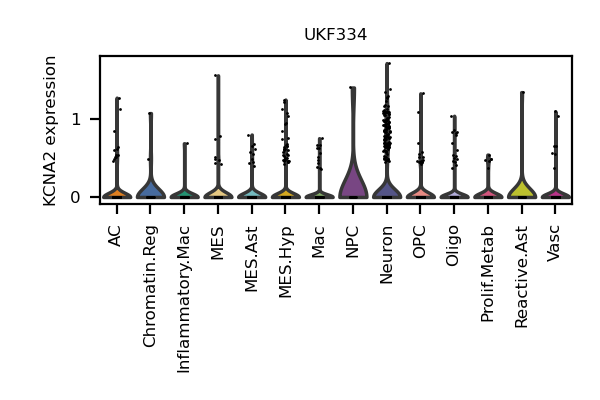 UKF334
KCNA2 expression
1
0
AC
Chromatin.Reg
Inflammatory.Mac
MES
MES.Ast
MES.Hyp
Mac
NPC
Neuron
OPC
Oligo
Prolif.Metab
Reactive.Ast
Vasc